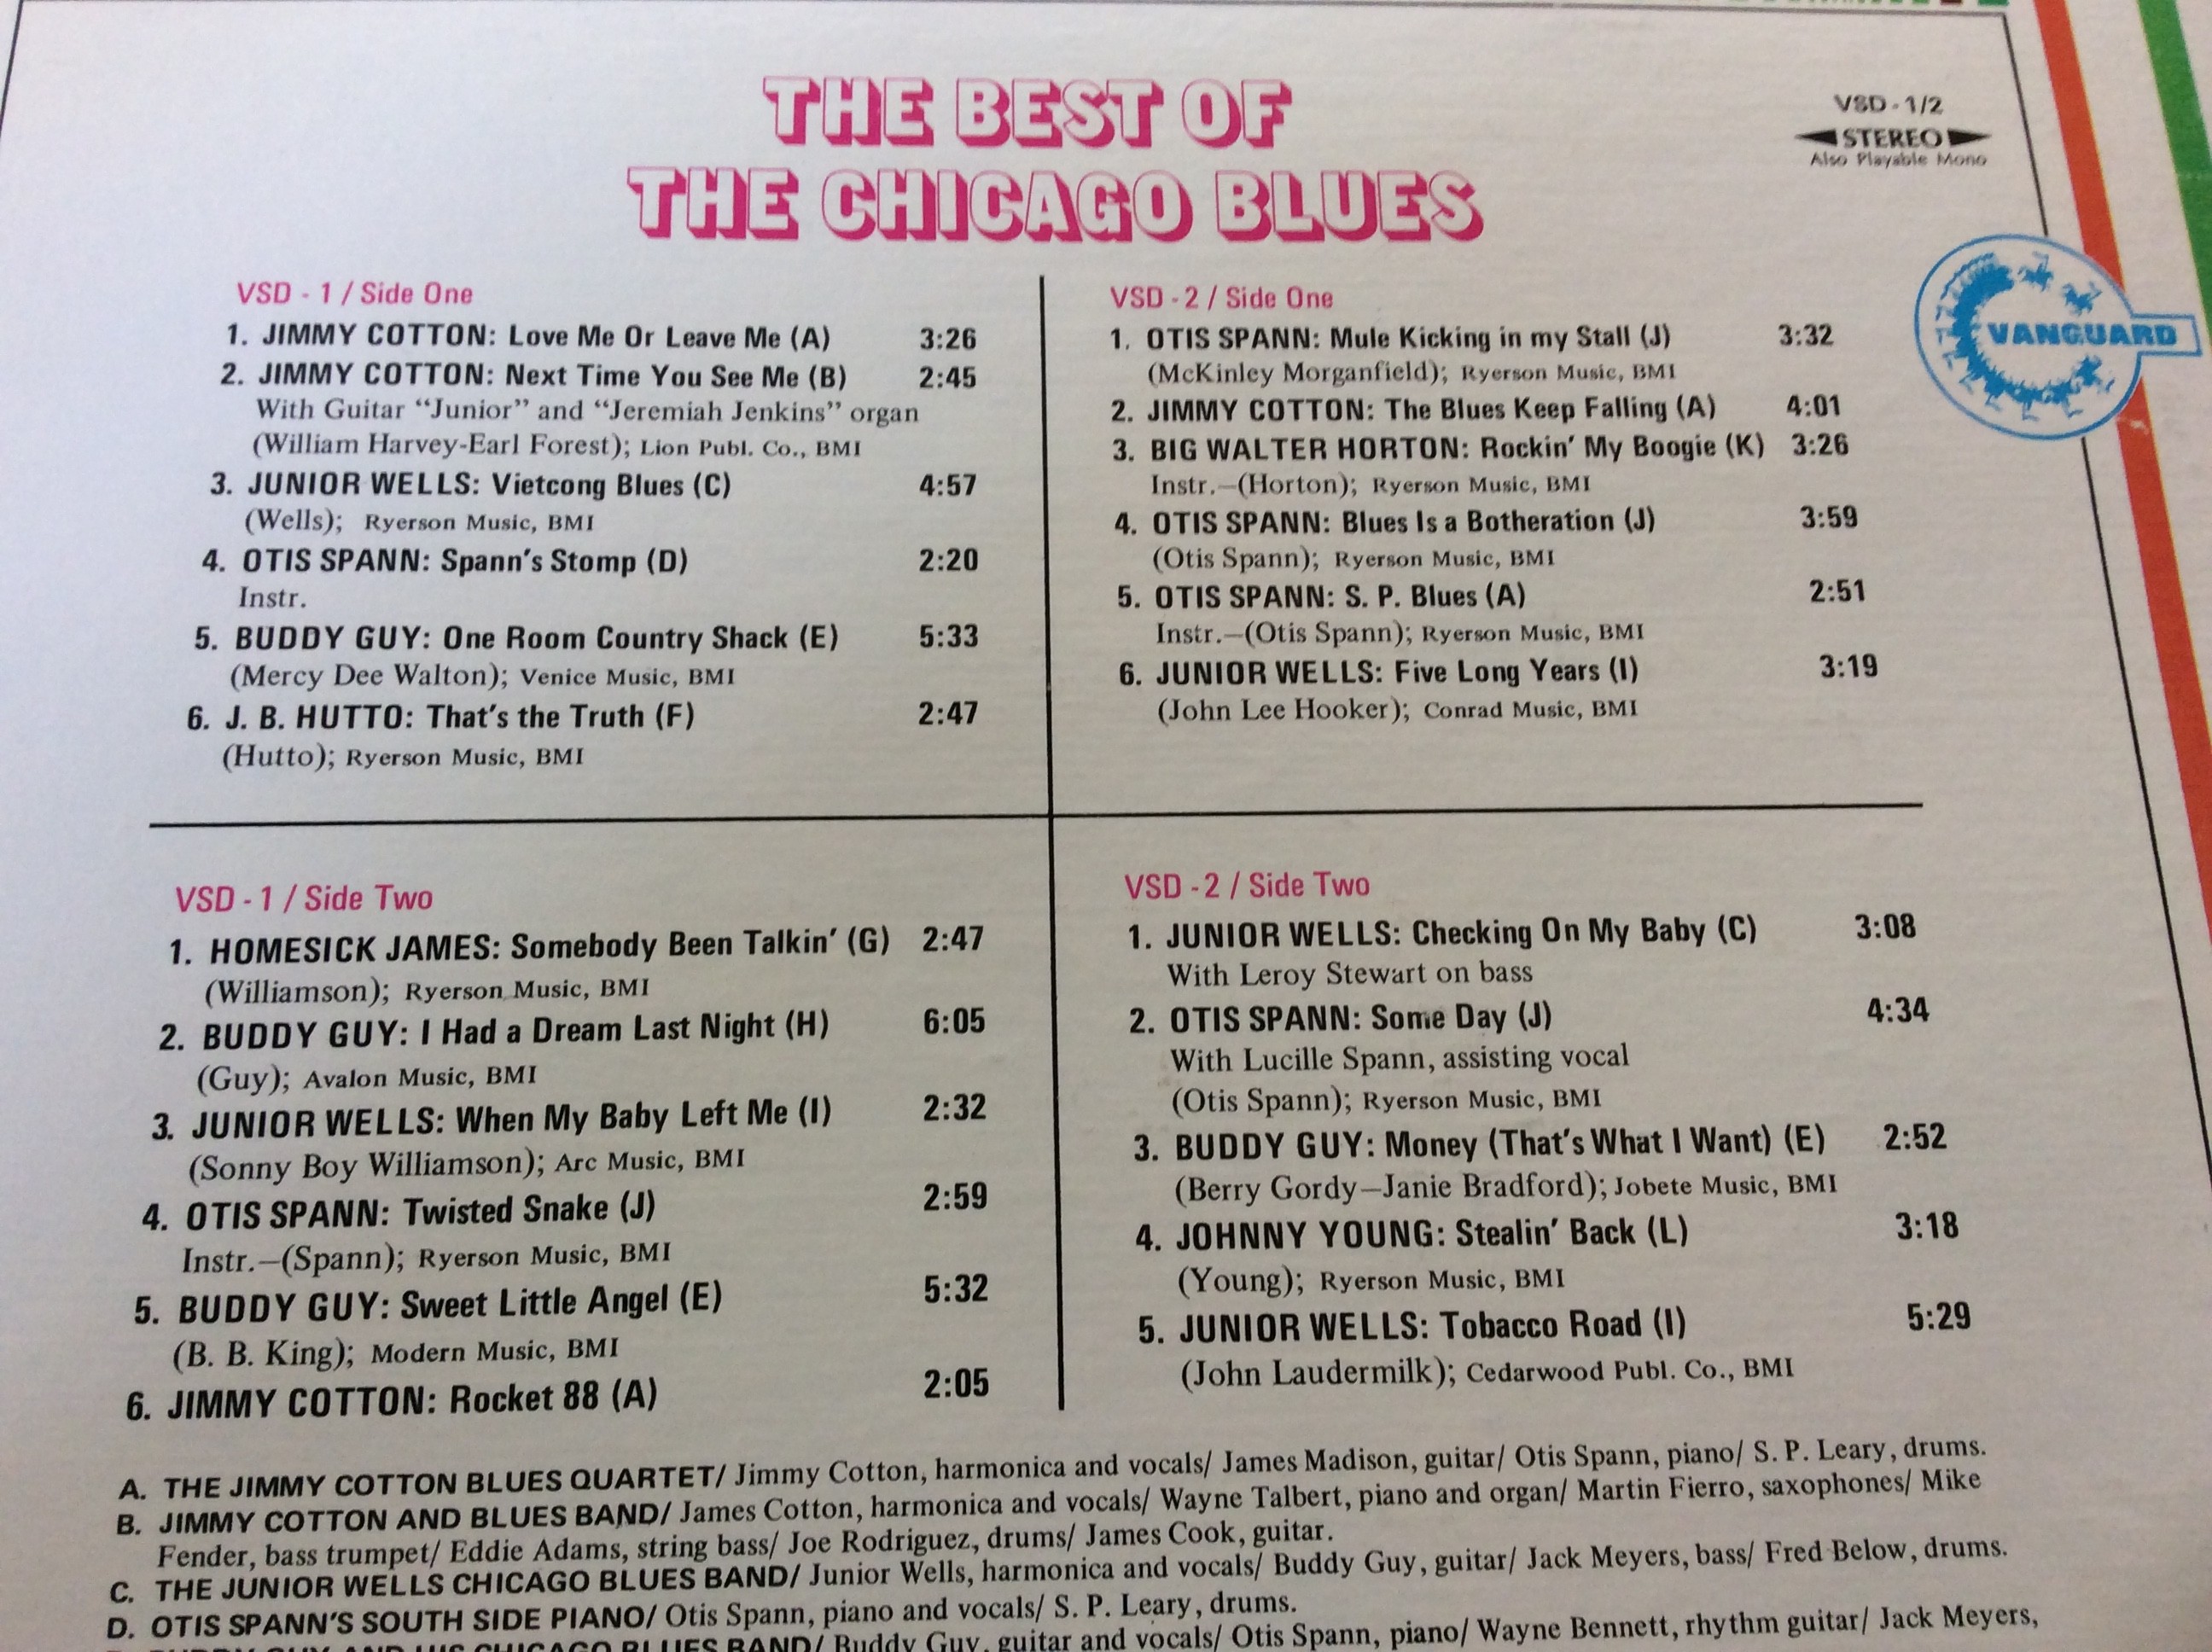 THE BEST OF
THE CHICAGO BLUES
VSD - 1/2
STEREO
Also Playable Mono
VANGUARD
VSD - 1 / Side One
1. JIMMY COTTON: Love Me Or Leave Me (A) 3:26
2. JIMMY COTTON: Next Time You See Me (B) 2:45
With Guitar “Junior” and “Jeremiah Jenkins” organ
(William Harvey-Earl Forest); Lion Publ. Co., BMI
3. JUNIOR WELLS: Vietcong Blues (C) 4:57
(Wells); Ryerson Music, BMI
4. OTIS SPANN: Spann's Stomp (D) 2:20
Instr.
5. BUDDY GUY: One Room Country Shack (E) 5:33
(Mercy Dee Walton); Venice Music, BMI
6. J. B. HUTTO: That's the Truth (F) 2:47
(Hutto); Ryerson Music, BMI
VSD - 2 / Side One
1. OTIS SPANN: Mule Kicking in my Stall (J) 3:32
(McKinley Morganfield); Ryerson Music, BMI
2. JIMMY COTTON: The Blues Keep Falling (A) 4:01
3. BIG WALTER HORTON: Rockin' My Boogie (K) 3:26
Instr.—(Horton); Ryerson Music, BMI
4. OTIS SPANN: Blues Is a Botheration (J) 3:59
(Otis Spann); Ryerson Music, BMI
5. OTIS SPANN: S. P. Blues (A) 2:51
Instr.—(Otis Spann); Ryerson Music, BMI
6. JUNIOR WELLS: Five Long Years (I) 3:19
(John Lee Hooker); Conrad Music, BMI
VSD - 1 / Side Two
1. HOMESICK JAMES: Somebody Been Talkin' (G) 2:47
(Williamson); Ryerson Music, BMI
2. BUDDY GUY: I Had a Dream Last Night (H) 6:05
(Guy); Avalon Music, BMI
3. JUNIOR WELLS: When My Baby Left Me (I) 2:32
(Sonny Boy Williamson); Arc Music, BMI
4. OTIS SPANN: Twisted Snake (J) 2:59
Instr.—(Spann); Ryerson Music, BMI
5. BUDDY GUY: Sweet Little Angel (E) 5:32
(B. B. King); Modern Music, BMI
6. JIMMY COTTON: Rocket 88 (A) 2:05
VSD - 2 / Side Two
1. JUNIOR WELLS: Checking On My Baby (C) 3:08
With Leroy Stewart on bass
2. OTIS SPANN: Some Day (J) 4:34
With Lucille Spann, assisting vocal
(Otis Spann); Ryerson Music, BMI
3. BUDDY GUY: Money (That's What I Want) (E) 2:52
(Berry Gordy—Janie Bradford); Jobete Music, BMI
4. JOHNNY YOUNG: Stealin' Back (L) 3:18
(Young); Ryerson Music, BMI
5. JUNIOR WELLS: Tobacco Road (I) 5:29
(John Laudermilk); Cedarwood Publ. Co., BMI
A. THE JIMMY COTTON BLUES QUARTET/ Jimmy Cotton, harmonica and vocals/ James Madison, guitar/ Otis Spann, piano/ S. P. Leary, drums.
B. JIMMY COTTON AND BLUES BAND/ James Cotton, harmonica and vocals/ Wayne Talbert, piano and organ/ Martin Fierro, saxophones/ Mike
Fender, bass trumpet/ Eddie Adams, string bass/ Joe Rodriguez, drums/ James Cook, guitar.
C. THE JUNIOR WELLS CHICAGO BLUES BAND/ Junior Wells, harmonica and vocals/ Buddy Guy, guitar/ Jack Meyers, bass/ Fred Below, drums.
D. OTIS SPANN'S SOUTH SIDE PIANO/ Otis Spann, piano and vocals/ S. P. Leary, drums.
BUDDY GUY AND HIS CHICAGO BLUES BAND/ Buddy Guy, guitar and vocals/ Otis Spann, piano/ Wayne Bennett, rhythm guitar/ Jack Meyers,